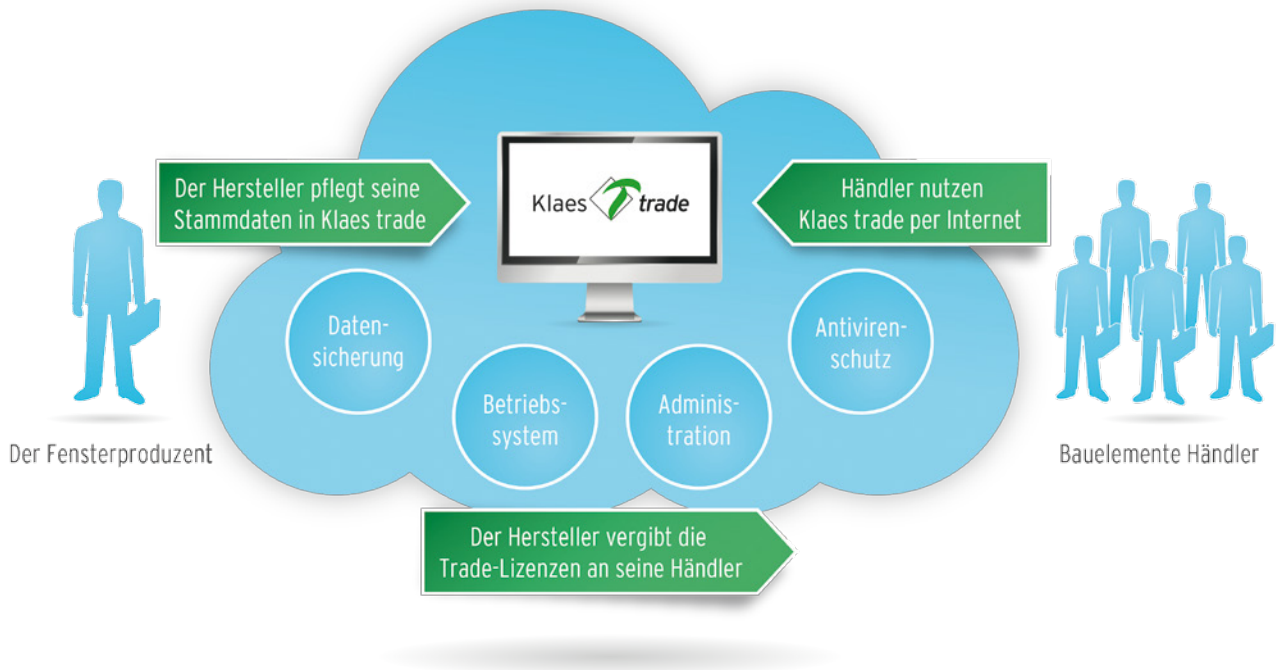 Der Hersteller pflegt seine
Stammdaten in Klaes trade
Klaes trade
Händler nutzen
Klaes trade per Internet
Daten-
sicherung
Betriebs-
system
Adminis-
tration
Antiviren-
schutz
Der Fensterproduzent
Bauelemente Händler
Der Hersteller vergibt die
Trade-Lizenzen an seine Händler